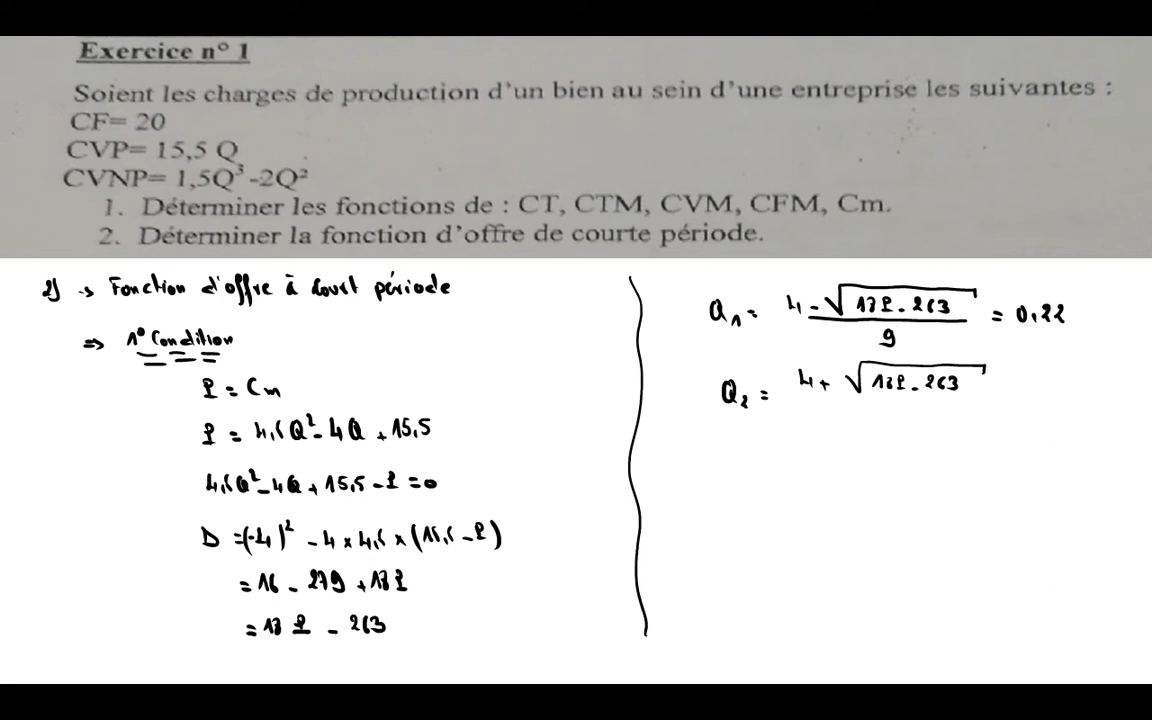 Exercice n° 1
Soient les charges de production d'un bien au sein d'une entreprise les suivantes :
CF= 20
CVP= 15,5 Q
CVNP= 1,5Q³ -2Q²
1. Déterminer les fonctions de : CT, CTM, CVM, CFM, Cm.
2. Déterminer la fonction d'offre de courte période.
2) → Fonction d'offre à Court période
⇒ 1° Condition
P = Cm
P = 4,5Q² - 4Q + 15,5
4,5Q² - 4Q + 15,5 - P = 0
D = (-4)² - 4 x 4,5 x (15,5 - P)
= 16 - 279 + 18P
= 18 P - 263
Q₁ = 4 - √18P - 263 / 9 = 0,22
Q₂ = 4 + √18P - 263